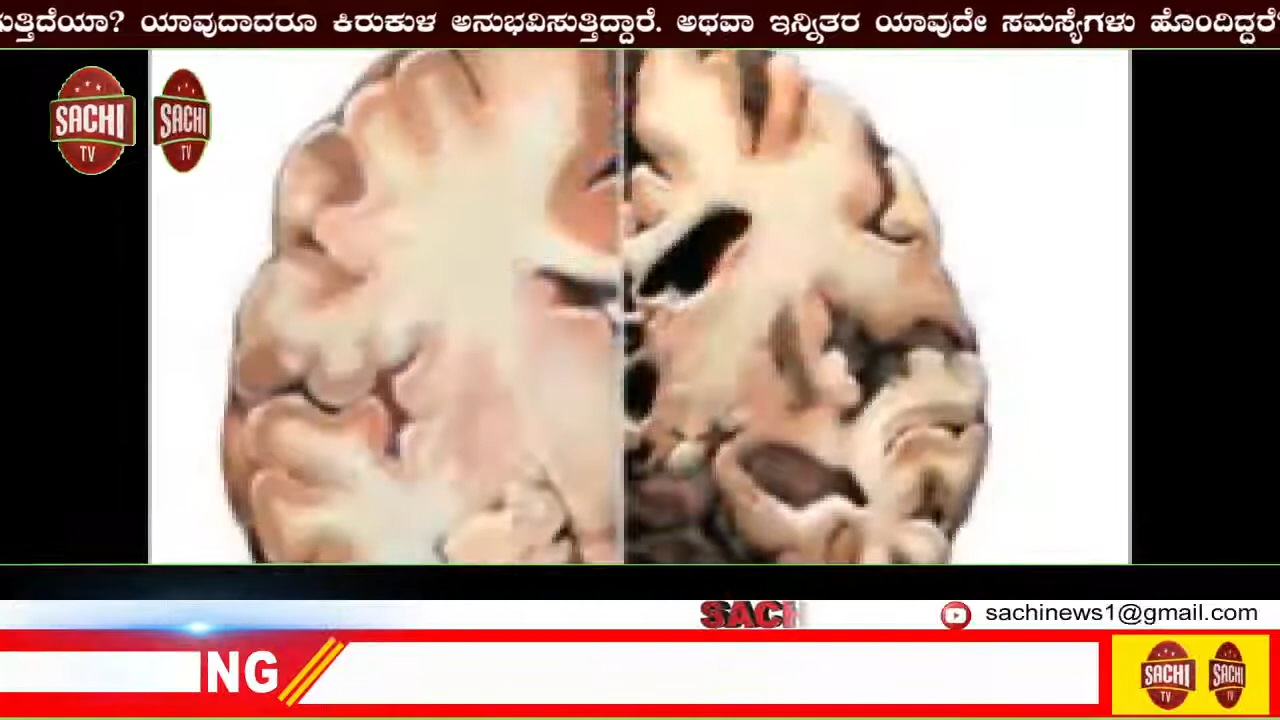 ಸುತ್ತಿದೆಯಾ? ಯಾವುದಾದರೂ ಕಿರುಕುಳ ಅನುಭವಿಸುತ್ತಿದ್ದಾರೆ. ಅಥವಾ ಇನ್ನಿತರ ಯಾವುದೇ ಸಮಸ್ಯೆಗಳು ಹೊಂದಿದ್ದರೆ
SACHI SACHI
TV TV
SACH
sachinews1@gmail.com
NG
SACHI SACHI
TV TV